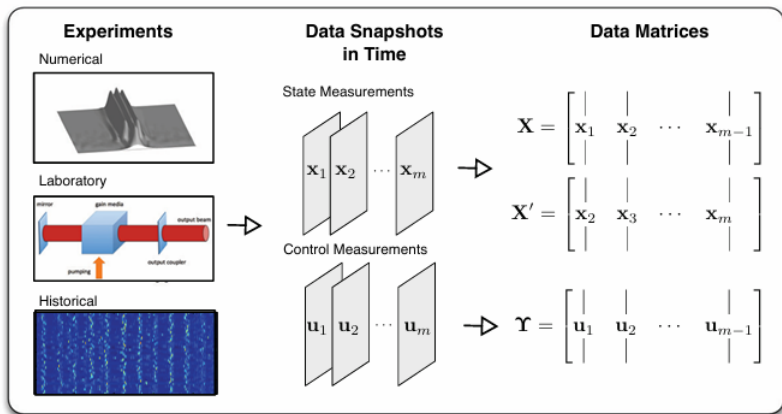 Experiments
Numerical
Laboratory
mirror
gain media
output beam
pumping
output coupler
Historical
Data Snapshots
in Time
State Measurements
x₁ x₂ ⋯ xₘ
Control Measurements
u₁ u₂ ⋯ uₘ
Data Matrices
X = [ x₁ x₂ ⋯ xₘ₋₁ ]
X′ = [ x₂ x₃ ⋯ xₘ ]
ϒ = [ u₁ u₂ ⋯ uₘ₋₁ ]